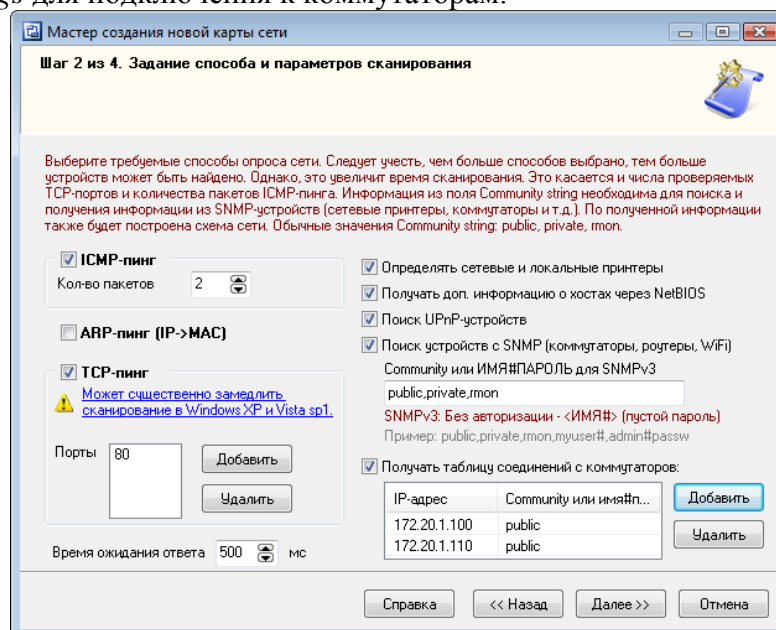 для подключения к коммутаторам.
Мастер создания новой карты сети
Шаг 2 из 4. Задание способа и параметров сканирования
Выберите требуемые способы опроса сети. Следует учесть, чем больше способов выбрано, тем больше
устройств может быть найдено. Однако, это увеличит время сканирования. Это касается и числа проверяемых
TCP-портов и количества пакетов ICMP-пинга. Информация из поля Community string необходима для поиска и
получения информации из SNMP-устройств (сетевые принтеры, коммутаторы и т.д.). По полученной информации
также будет построена схема сети. Обычные значения Community string: public, private, rmon.
ICMP-пинг
Кол-во пакетов 2
ARP-пинг (IP->MAC)
TCP-пинг
Может существенно замедлить
сканирование в Windows XP и Vista sp1.
Порты 80
Добавить
Удалить
Время ожидания ответа 500 мс
Определять сетевые и локальные принтеры
Получать доп. информацию о хостах через NetBIOS
Поиск UPnP-устройств
Поиск устройств с SNMP (коммутаторы, роутеры, WiFi)
Community или ИМЯ#ПАРОЛЬ для SNMPv3
public,private,rmon
SNMPv3: Без авторизации - <ИМЯ#> (пустой пароль)
Пример: public,private,rmon,myuser#,admin#passw
Получать таблицу соединений с коммутаторов:
IP-адрес Community или имя#п...
172.20.1.100 public
172.20.1.110 public
Добавить
Удалить
Справка << Назад Далее >> Отмена